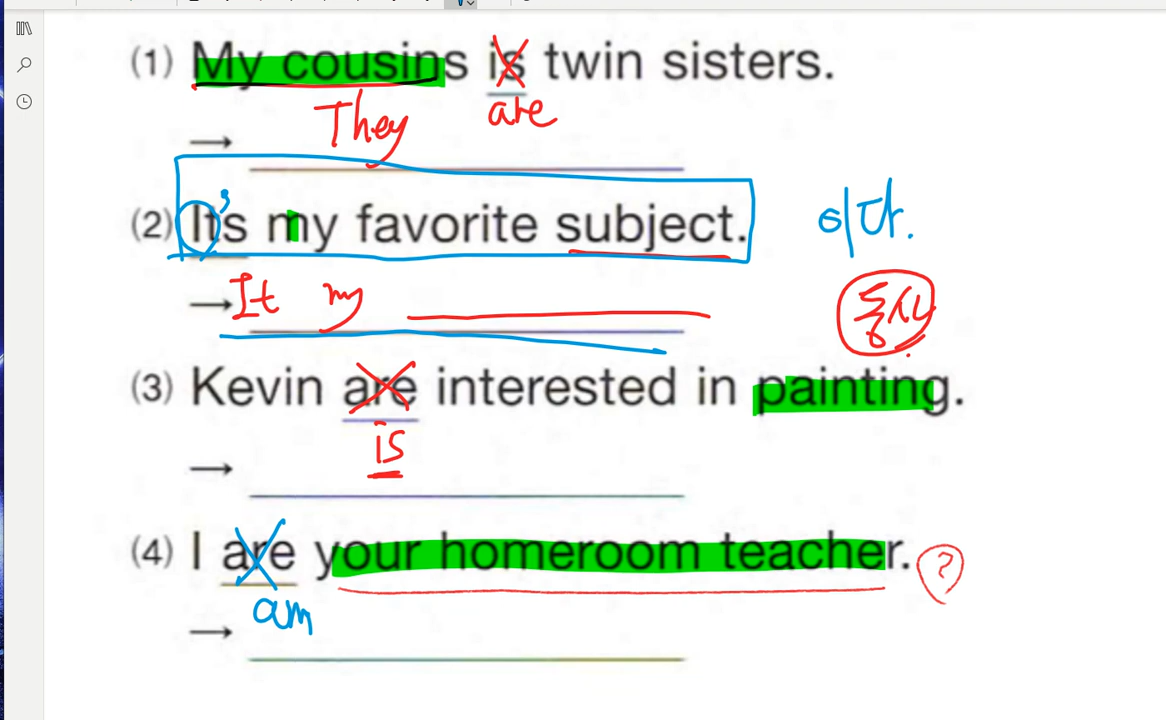 (1) My cousins is twin sisters.
They are
→
(2) It's my favorite subject.
이다.
→ It my
동사
(3) Kevin are interested in painting.
is
→
(4) I are your homeroom teacher. ?
am
→